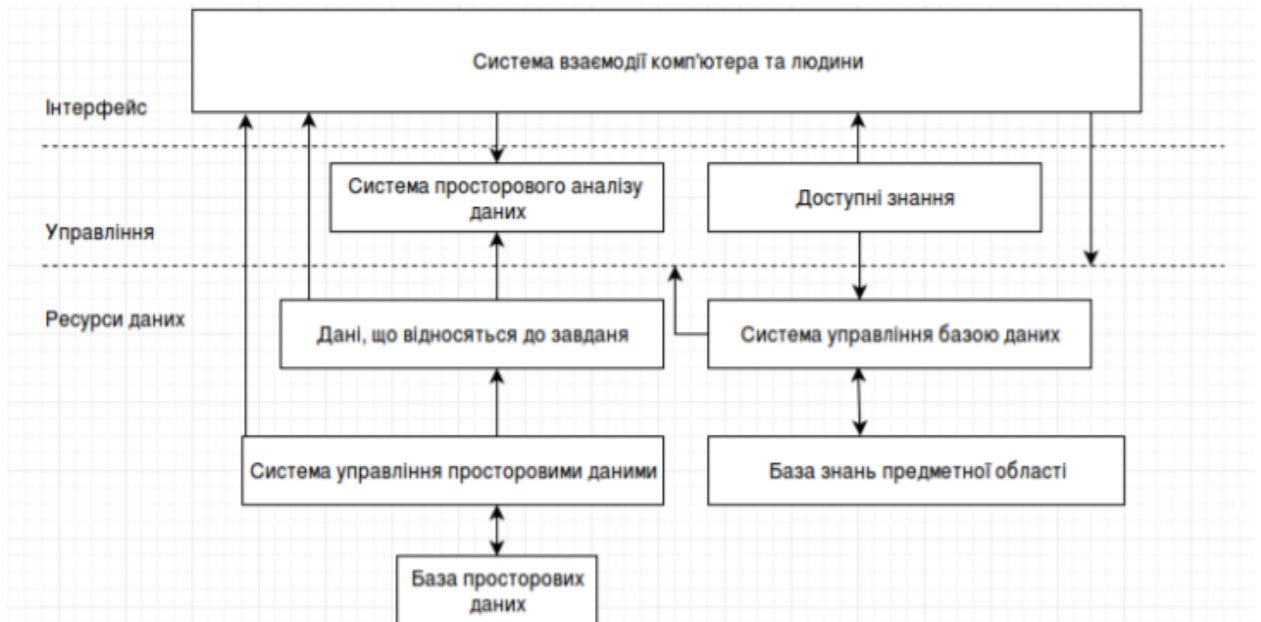 Система взаємодії комп'ютера та людини
Інтерфейс
Система просторового аналізу
даних
Доступні знання
Управління
Ресурси даних
Дані, що відносяться до завданя
Система управління базою даних
Система управління просторовими даними
База знань предметної області
База просторових
даних